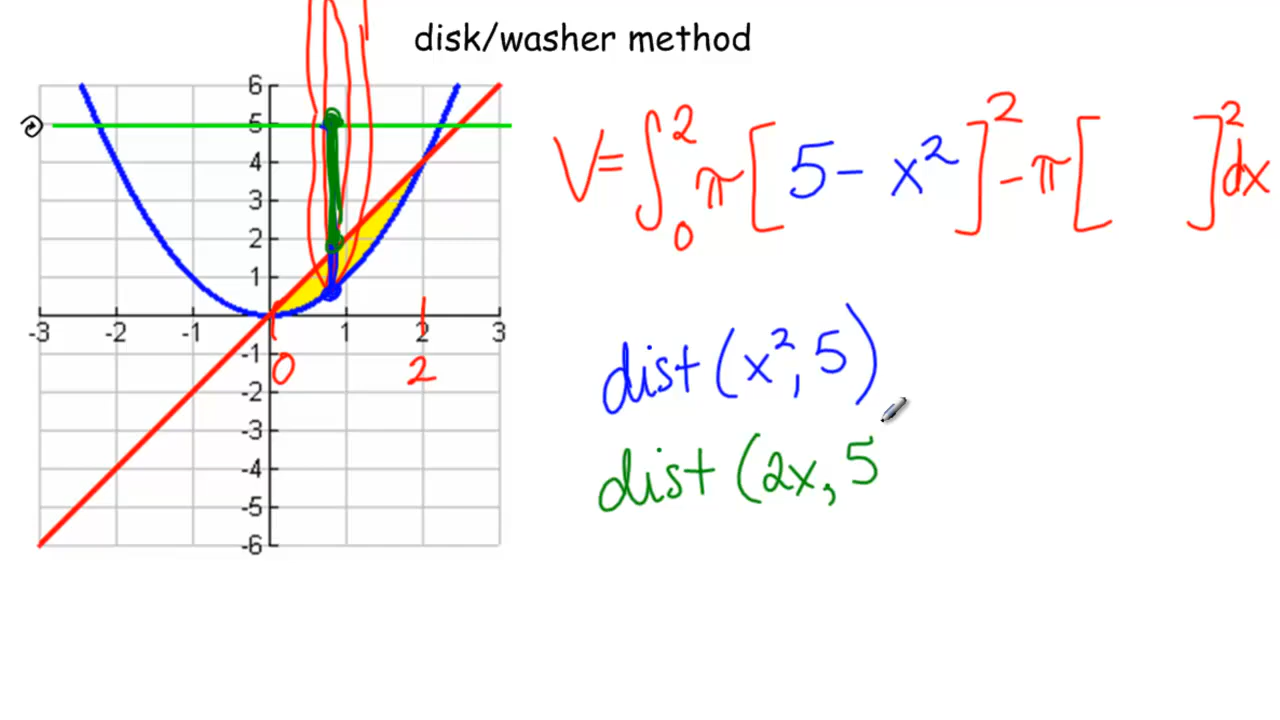 disk/washer method
6
5
4
3
2
1
-3 -2 -1 1 2 3
-1
-2
-3
-4
-5
-6
0 2
V=∫₀² π[5- x²]² -π[ ]² dx
dist (x², 5)
dist (2x, 5